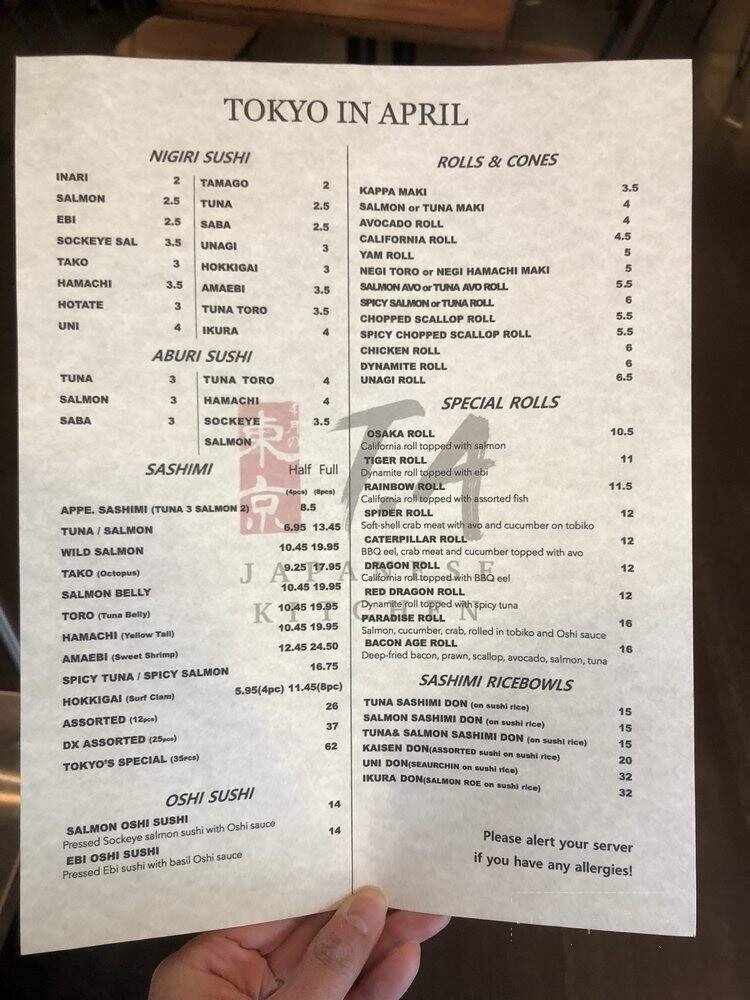 TOKYO IN APRIL
NIGIRI SUSHI
INARI 2
SALMON 2.5
EBI 2.5
SOCKEYE SAL 3.5
TAKO 3
HAMACHI 3.5
HOTATE 3
UNI 4
TAMAGO 2
TUNA 2.5
SABA 2.5
UNAGI 3
HOKKIGAI 3
AMAEBI 3.5
TUNA TORO 3.5
IKURA 4
ABURI SUSHI
TUNA 3
SALMON 3
SABA 3
TUNA TORO 4
HAMACHI 4
SOCKEYE 3.5
SALMON
SASHIMI Half Full
(4pcs) (8pcs)
APPE. SASHIMI (TUNA 3 SALMON 2) 8.5
TUNA / SALMON 6.95 13.45
WILD SALMON 10.45 19.95
TAKO (Octopus) 9.25 17.95
SALMON BELLY 10.45 19.95
TORO (Tuna Belly) 10.45 19.95
HAMACHI (Yellow Tail) 10.45 19.95
AMAEBI (Sweet Shrimp) 12.45 24.50
SPICY TUNA / SPICY SALMON 16.75
HOKKIGAI (Surf Clam) 5.95(4pc) 11.45(8pc)
ASSORTED (12pcs) 26
DX ASSORTED (25pcs) 37
TOKYO'S SPECIAL (35PCS) 62
OSHI SUSHI
SALMON OSHI SUSHI 14
Pressed Sockeye salmon sushi with Oshi sauce
EBI OSHI SUSHI 14
Pressed Ebi sushi with basil Oshi sauce
ROLLS & CONES
KAPPA MAKI 3.5
SALMON or TUNA MAKI 4
AVOCADO ROLL 4
CALIFORNIA ROLL 4.5
YAM ROLL 5
NEGI TORO or NEGI HAMACHI MAKI 5
SALMON AVO or TUNA AVO ROLL 5.5
SPICY SALMON or TUNA ROLL 6
CHOPPED SCALLOP ROLL 5.5
SPICY CHOPPED SCALLOP ROLL 5.5
CHICKEN ROLL 6
DYNAMITE ROLL 6
UNAGI ROLL 6.5
SPECIAL ROLLS
OSAKA ROLL 10.5
California roll topped with salmon
TIGER ROLL 11
Dynamite roll topped with ebi
RAINBOW ROLL 11.5
California roll topped with assorted fish
SPIDER ROLL 12
Soft-shell crab meat with avo and cucumber on tobiko
CATERPILLAR ROLL 12
BBQ eel, crab meat and cucumber topped with avo
DRAGON ROLL 12
California roll topped with BBQ eel
RED DRAGON ROLL 12
Dynamite roll topped with spicy tuna
PARADISE ROLL 16
Salmon, cucumber, crab, rolled in tobiko and Oshi sauce
BACON AGE ROLL 16
Deep-fried bacon, prawn, scallop, avocado, salmon, tuna
SASHIMI RICEBOWLS
TUNA SASHIMI DON (on sushi rice) 15
SALMON SASHIMI DON (on sushi rice) 15
TUNA& SALMON SASHIMI DON (on sushi rice) 15
KAISEN DON(ASSORTED sushi on sushi rice) 20
UNI DON(SEAURCHIN on sushi rice) 32
IKURA DON(SALMON ROE on sushi rice) 32
Please alert your server
if you have any allergies!
4月の
東京
TA
JAPANESE
KITCHEN